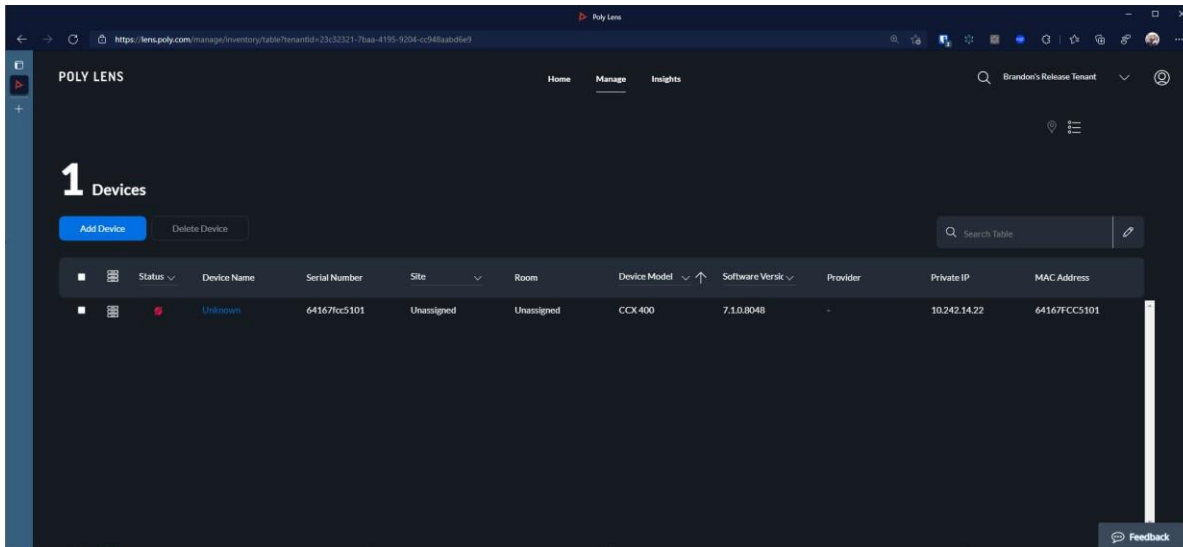 Poly Lens
https://lens.poly.com/manage/inventory/table?tenantId=23c32321-7baa-4195-9204-cc948aabd6e9
POLY LENS Home Manage Insights Brandon's Release Tenant
1 Devices
Add Device Delete Device Search Table
Status Device Name Serial Number Site Room Device Model Software Versic Provider Private IP MAC Address
Unknown 64167fcc5101 Unassigned Unassigned CCX 400 7.1.0.8048 - 10.242.14.22 64167FCC5101
Feedback